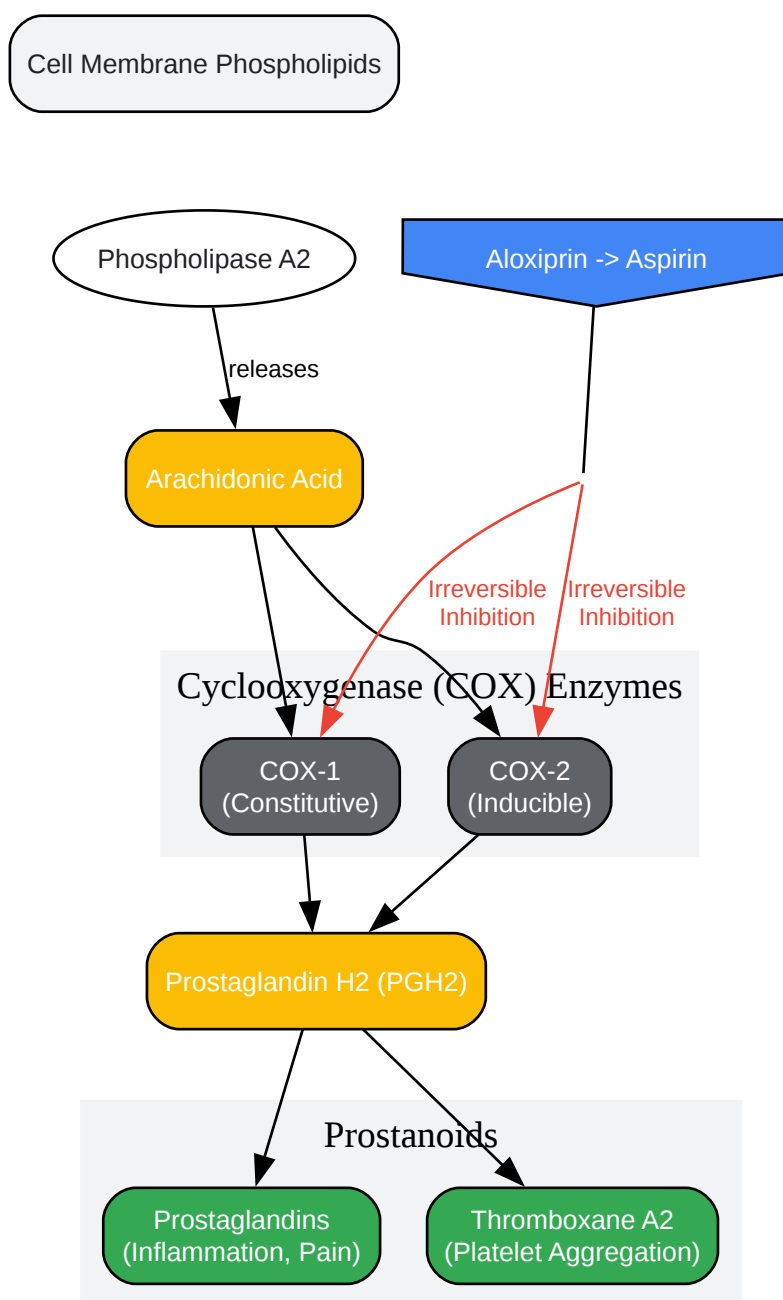 Cell Membrane Phospholipids
Phospholipase A2
Aloxiprin -> Aspirin
releases
Arachidonic Acid
Irreversible
Inhibition
Irreversible
Inhibition
Cyclooxygenase (COX) Enzymes
COX-1
(Constitutive)
COX-2
(Inducible)
Prostaglandin H2 (PGH2)
Prostanoids
Prostaglandins
(Inflammation, Pain)
Thromboxane A2
(Platelet Aggregation)